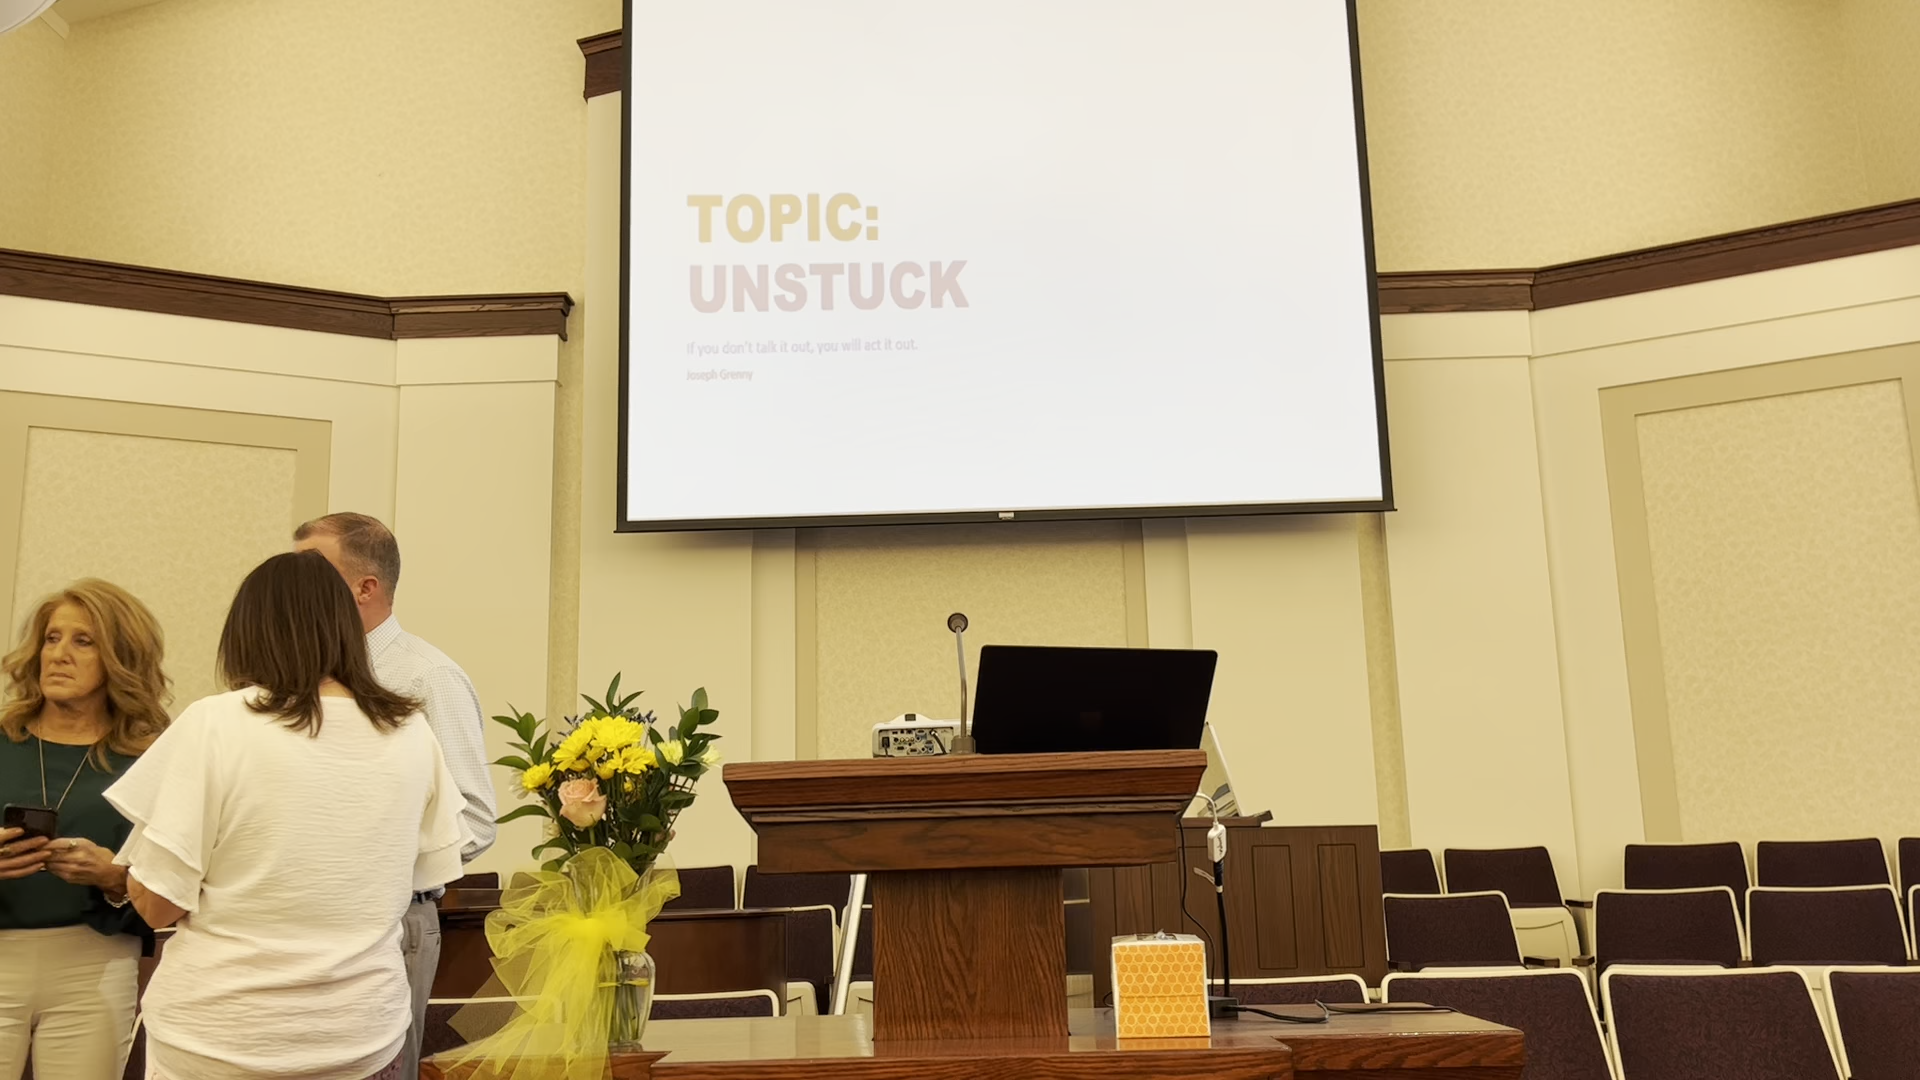 TOPIC:
UNSTUCK
If you don't talk it out, you will act it out.
Joseph Grenny